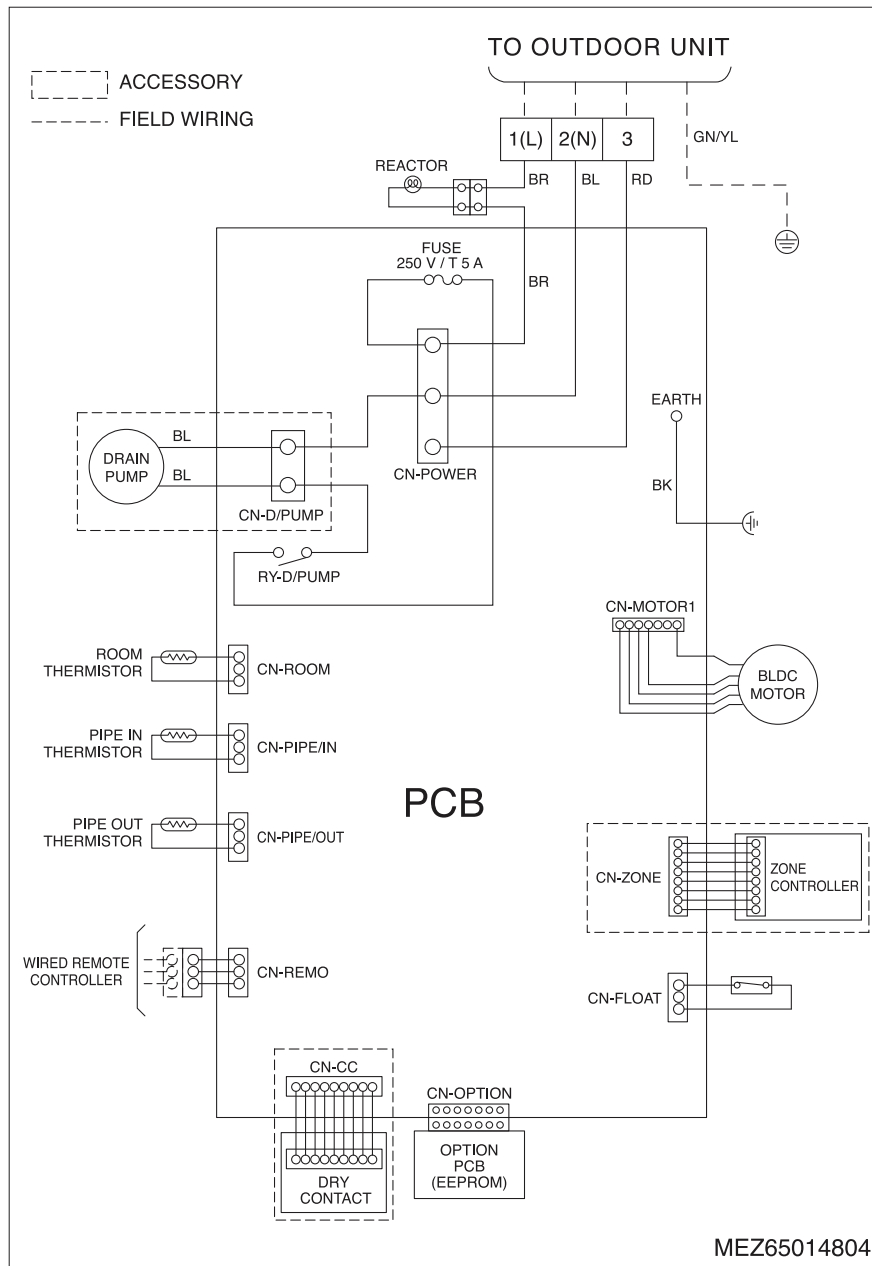 TO OUTDOOR UNIT
ACCESSORY
FIELD WIRING
1(L) 2(N) 3
GN/YL
REACTOR
BR BL RD
FUSE
250 V / T 5 A
BR
EARTH
BL
DRAIN
PUMP
BL
CN-POWER
BK
CN-D/PUMP
RY-D/PUMP
CN-MOTOR1
ROOM
THERMISTOR
CN-ROOM
BLDC
MOTOR
PIPE IN
THERMISTOR
CN-PIPE/IN
PCB
PIPE OUT
THERMISTOR
CN-PIPE/OUT
CN-ZONE
ZONE
CONTROLLER
WIRED REMOTE
CONTROLLER
CN-REMO
CN-FLOAT
CN-CC
CN-OPTION
OPTION
PCB
(EEPROM)
DRY
CONTACT
MEZ65014804